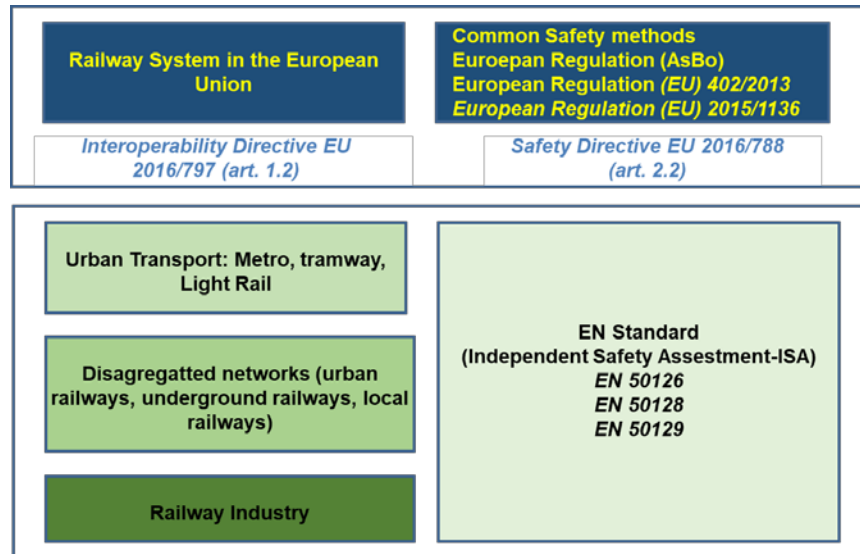 Railway System in the European
Union
Common Safety methods
Euroepan Regulation (AsBo)
European Regulation (EU) 402/2013
European Regulation (EU) 2015/1136
Interoperability Directive EU
2016/797 (art. 1.2)
Safety Directive EU 2016/788
(art. 2.2)
Urban Transport: Metro, tramway,
Light Rail
Disagregatted networks (urban
railways, underground railways, local
railways)
Railway Industry
EN Standard
(Independent Safety Assestment-ISA)
EN 50126
EN 50128
EN 50129